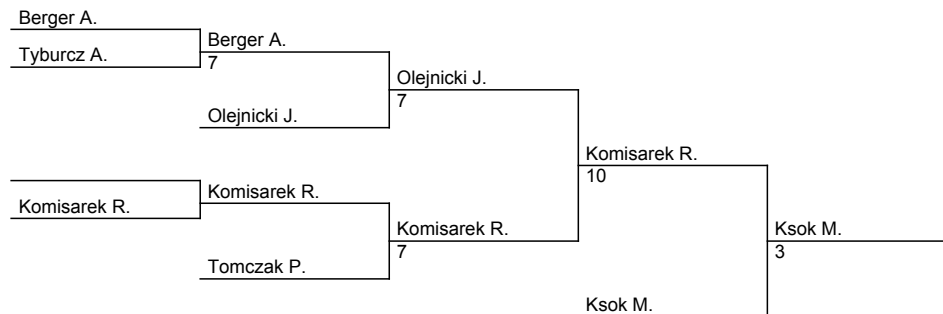 Berger A.
Tyburcz A.
Berger A.
7
Olejnicki J.
Olejnicki J.
7
Komisarek R.
Komisarek R.
Tomczak P.
Komisarek R.
7
Komisarek R.
10
Ksok M.
Ksok M.
3